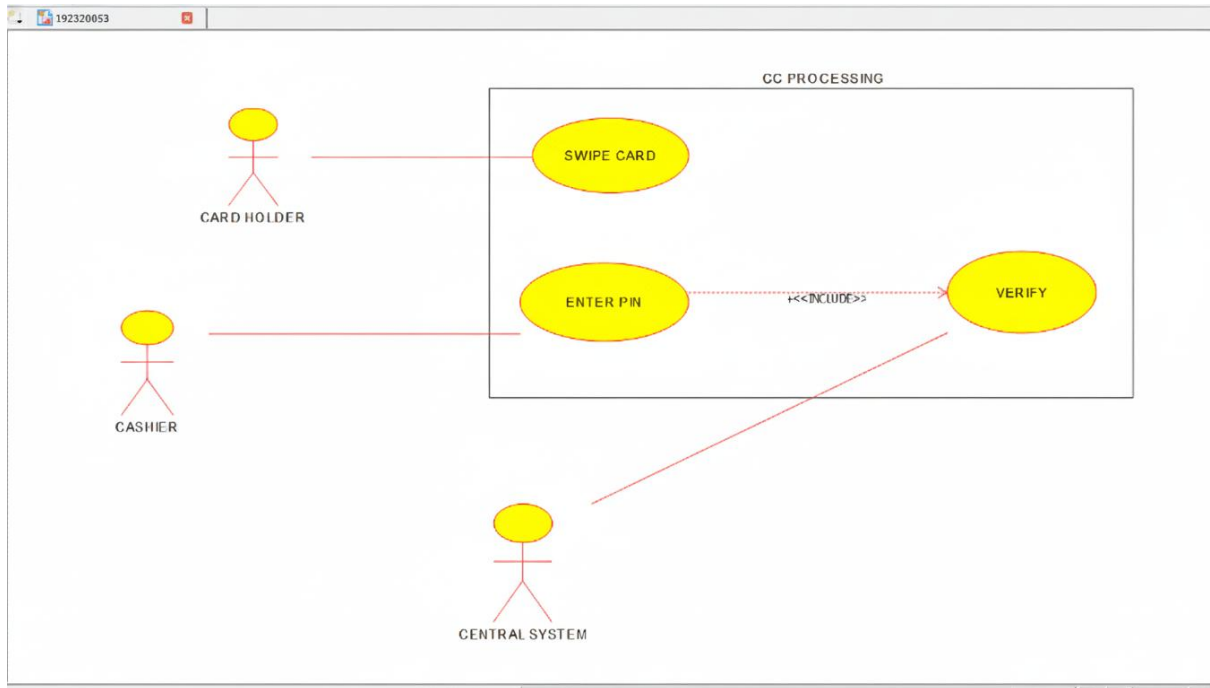 192320053
CC PROCESSING
SWIPE CARD
CARD HOLDER
ENTER PIN
+<<INCLUDE>>
VERIFY
CASHIER
CENTRAL SYSTEM